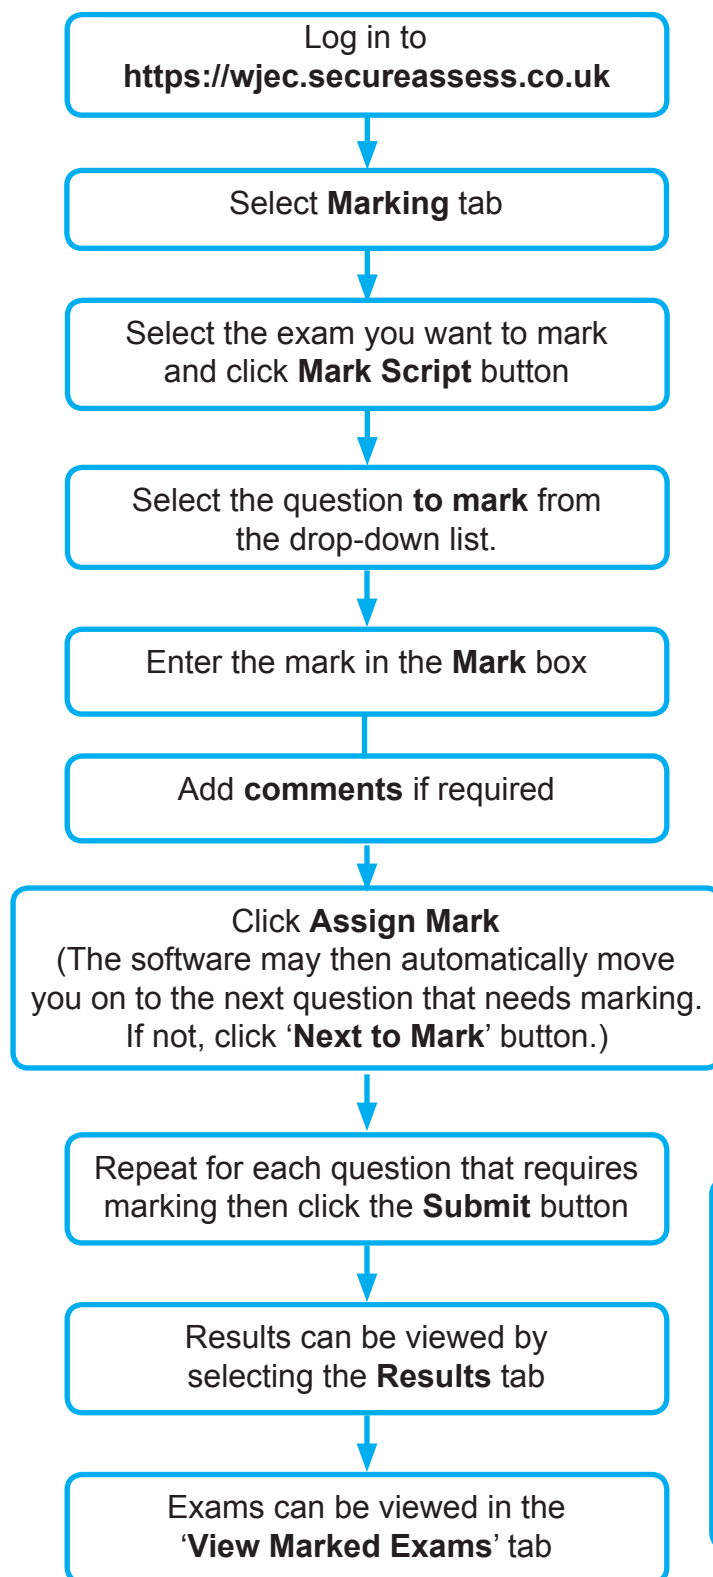 Log in to
https://wjec.secureassess.co.uk
Select Marking tab
Select the exam you want to mark
and click Mark Script button
Select the question to mark from
the drop-down list.
Enter the mark in the Mark box
Add comments if required
Click Assign Mark
(The software may then automatically move
you on to the next question that needs marking.
If not, click ‘Next to Mark’ button.)
Repeat for each question that requires
marking then click the Submit button
Results can be viewed by
selecting the Results tab
Exams can be viewed in the
‘View Marked Exams’ tab